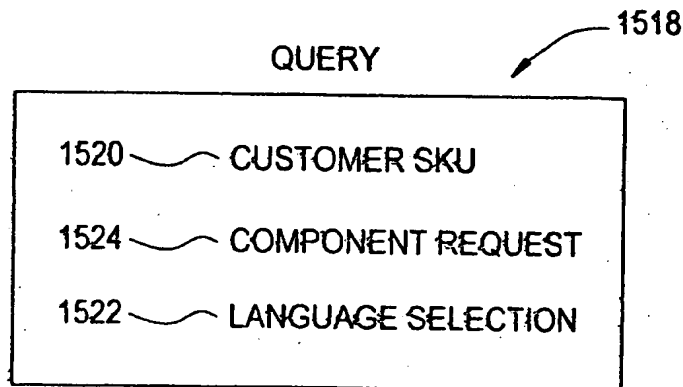 1518
QUERY
1520 CUSTOMER SKU
1524 COMPONENT REQUEST
1522 LANGUAGE SELECTION